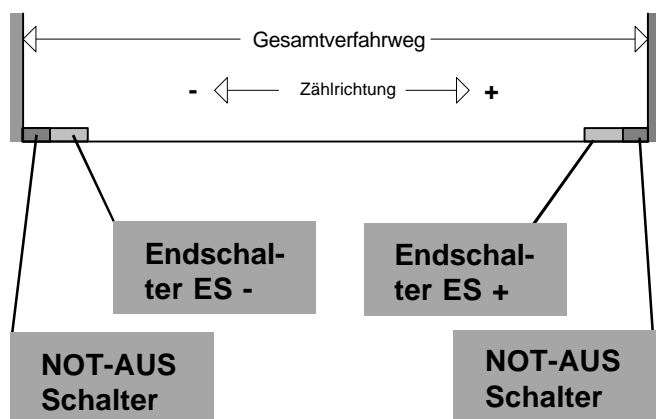 Gesamtverfahrweg
- Zählrichtung +
Endschal-
ter ES -
Endschal-
ter ES +
NOT-AUS
Schalter
NOT-AUS
Schalter